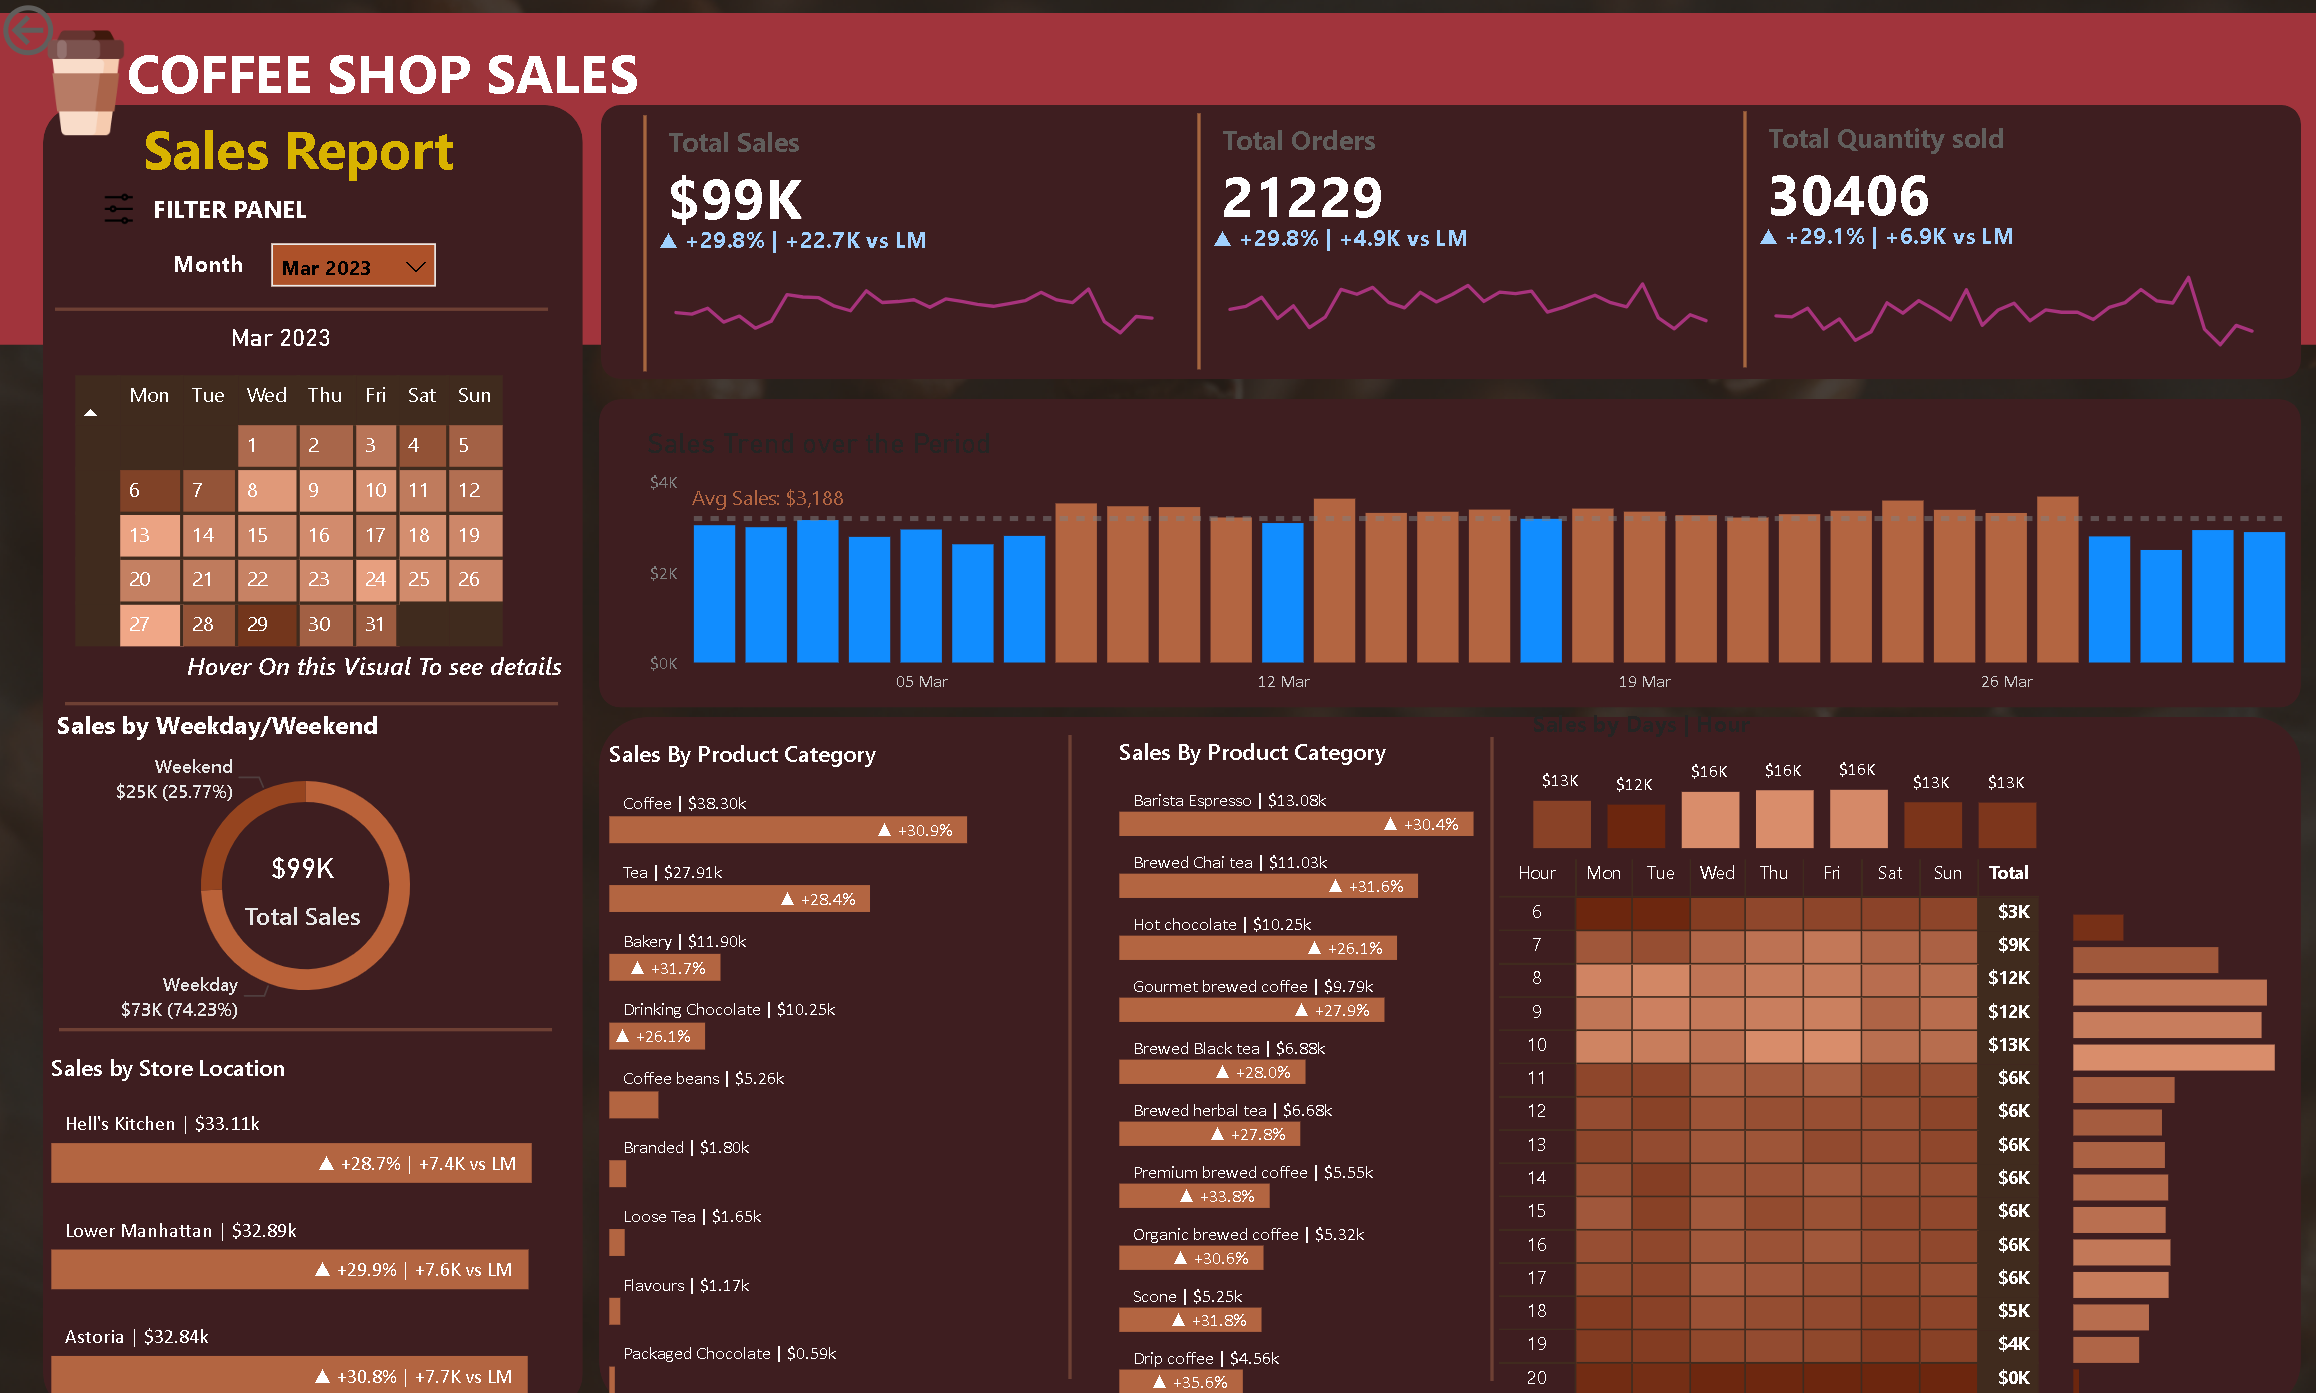 COFFEE SHOP SALES
Sales Report
FILTER PANEL
Month
Mar 2023
Mar 2023
Mon Tue Wed Thu Fri Sat Sun
1 2 3 4 5
6 7 8 9 10 11 12
13 14 15 16 17 18 19
20 21 22 23 24 25 26
27 28 29 30 31
Hover On this Visual To see details
Sales by Weekday/Weekend
Weekend
$25K (25.77%)
$99K
Total Sales
Weekday
$73K (74.23%)
Sales by Store Location
Hell's Kitchen | $33.11k
▲ +28.7% | +7.4K vs LM
Lower Manhattan | $32.89k
▲ +29.9% | +7.6K vs LM
Astoria | $32.84k
▲ +30.8% | +7.7K vs LM
Total Sales
$99K
▲ +29.8% | +22.7K vs LM
Total Orders
21229
▲ +29.8% | +4.9K vs LM
Total Quantity sold
30406
▲ +29.1% | +6.9K vs LM
Sales Trend over the Period
$4K
Avg Sales: $3,188
$2K
$0K
05 Mar 12 Mar 19 Mar 26 Mar
Sales By Product Category
Coffee | $38.30k
▲ +30.9%
Tea | $27.91k
▲ +28.4%
Bakery | $11.90k
▲ +31.7%
Drinking Chocolate | $10.25k
▲ +26.1%
Coffee beans | $5.26k
Branded | $1.80k
Loose Tea | $1.65k
Flavours | $1.17k
Packaged Chocolate | $0.59k
Sales By Product Category
Barista Espresso | $13.08k
▲ +30.4%
Brewed Chai tea | $11.03k
▲ +31.6%
Hot chocolate | $10.25k
▲ +26.1%
Gourmet brewed coffee | $9.79k
▲ +27.9%
Brewed Black tea | $6.88k
▲ +28.0%
Brewed herbal tea | $6.68k
▲ +27.8%
Premium brewed coffee | $5.55k
▲ +33.8%
Organic brewed coffee | $5.32k
▲ +30.6%
Scone | $5.25k
▲ +31.8%
Drip coffee | $4.56k
▲ +35.6%
Sales by Days | Hour
$13K $12K $16K $16K $16K $13K $13K
Hour Mon Tue Wed Thu Fri Sat Sun Total
6 $3K
7 $9K
8 $12K
9 $12K
10 $13K
11 $6K
12 $6K
13 $6K
14 $6K
15 $6K
16 $6K
17 $6K
18 $5K
19 $4K
20 $0K